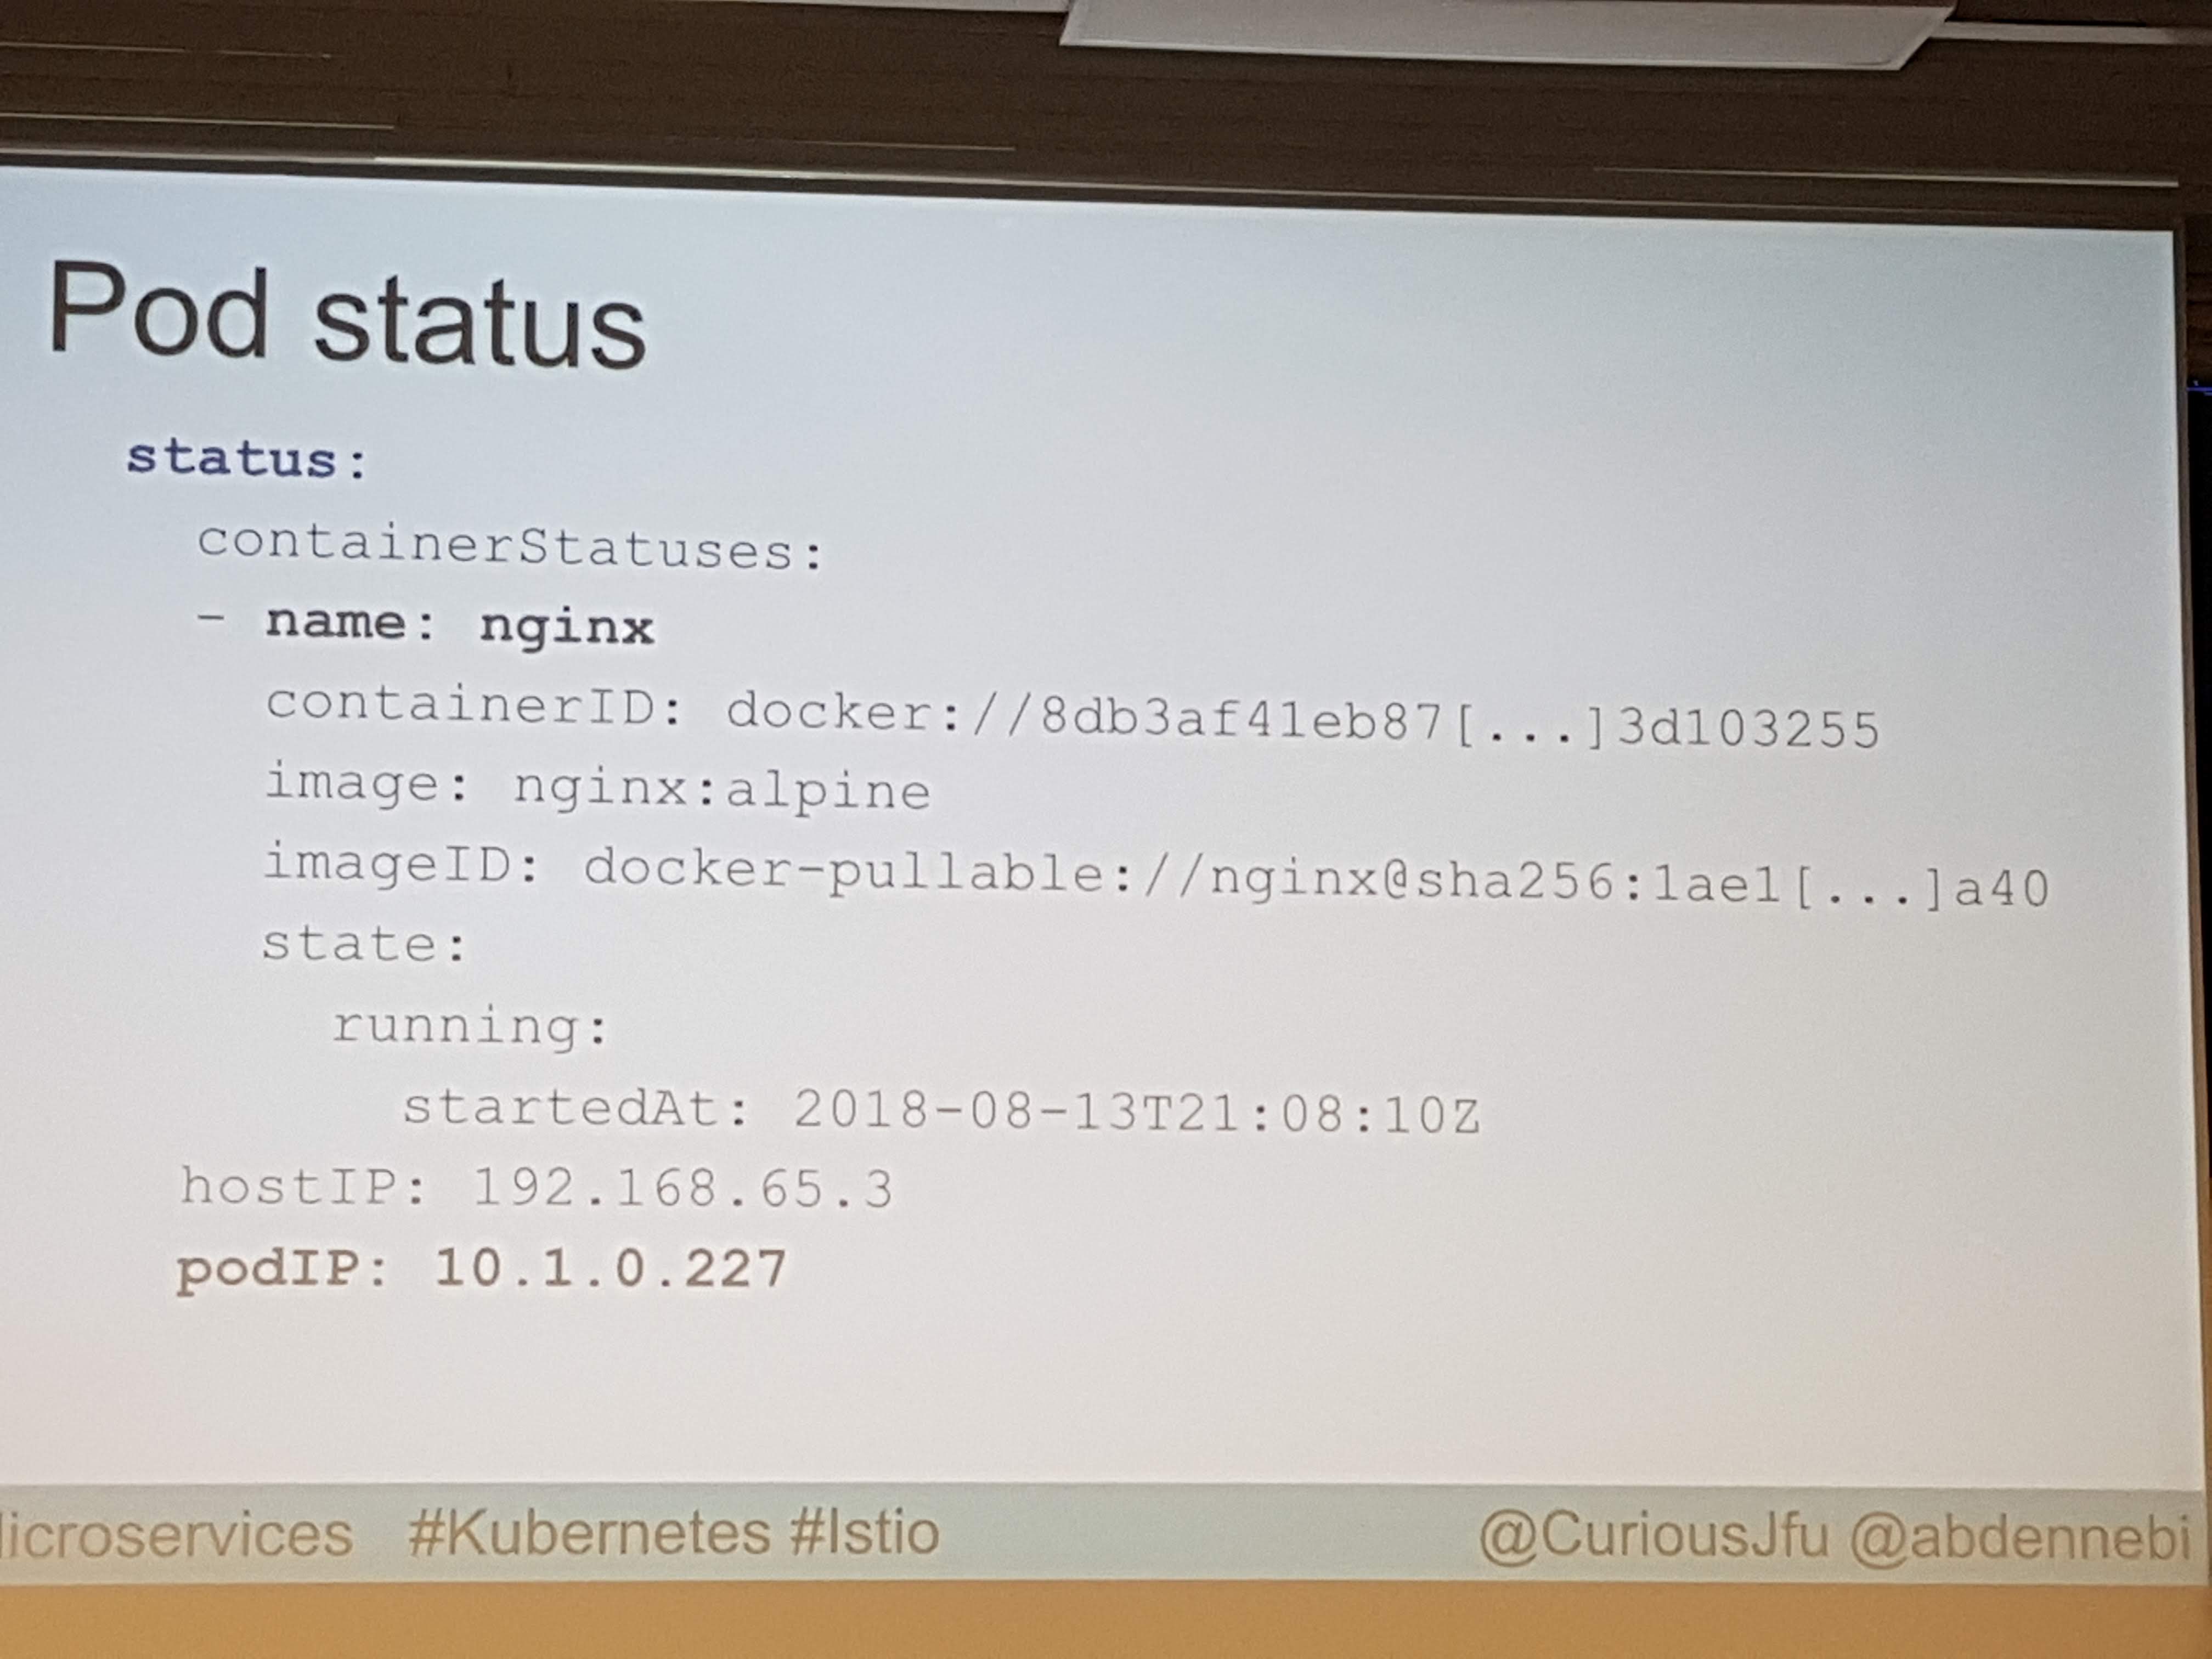 Pod status
status:
containerStatuses:
- name: nginx
containerID: docker://8db3af41eb87[...]3d103255
image: nginx:alpine
imageID: docker-pullable://nginx@sha256:1ae1[...]a40
state:
running:
startedAt: 2018-08-13T21:08:10Z
hostIP: 192.168.65.3
podIP: 10.1.0.227
icroservices #Kubernetes #Istio @CuriousJfu @abdennebi